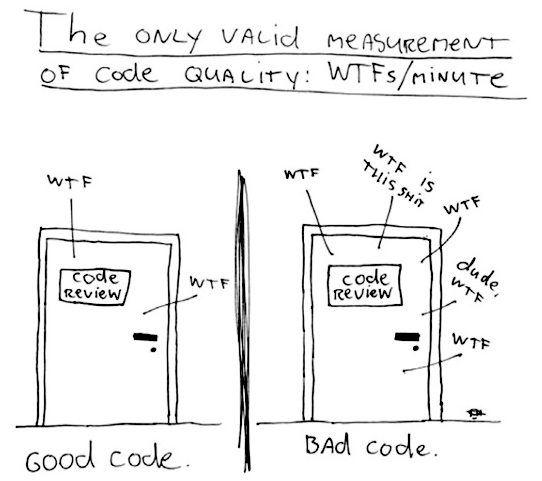 The ONLY VALID MEASUREMENT
OF Code QUALITY: WTFs/MINUTE
WTF
code
REVIEW
WTF
GOOD code.
WTF
WTF is
THIS SHIT
WTF
code
REVIEW
dude,
WTF
WTF
BAd code.